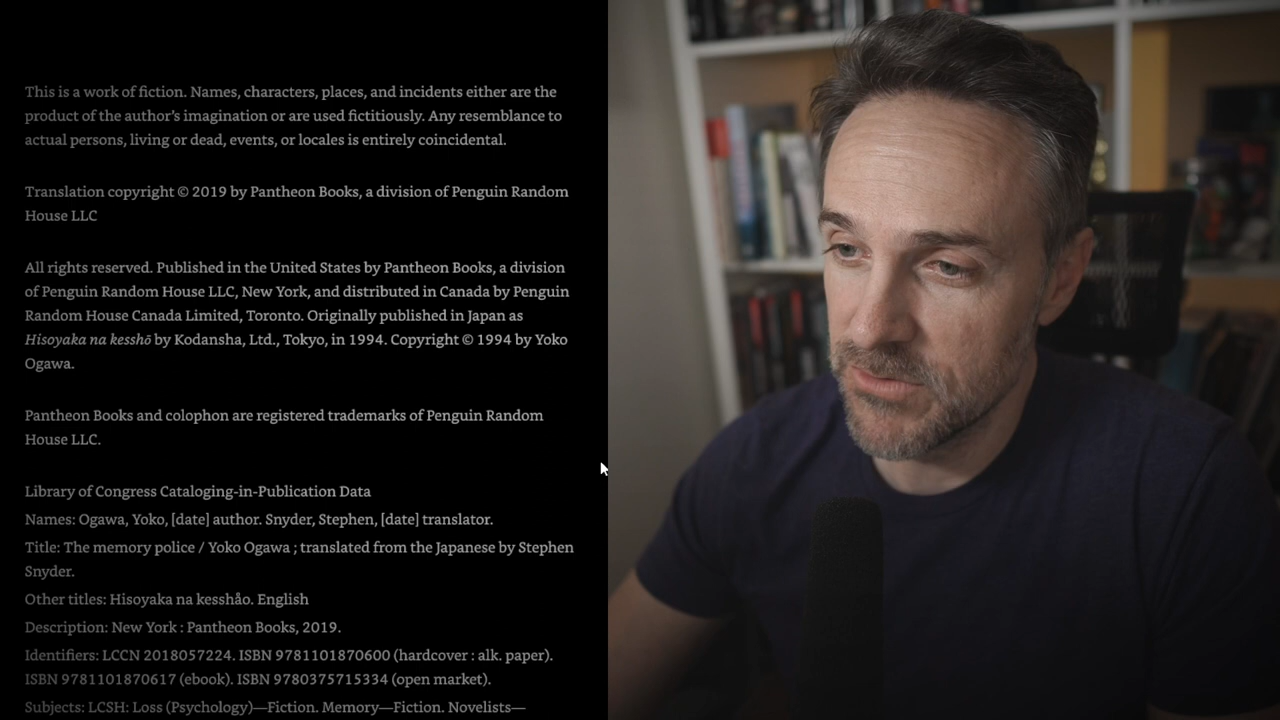 This is a work of fiction. Names, characters, places, and incidents either are the
product of the author's imagination or are used fictitiously. Any resemblance to
actual persons, living or dead, events, or locales is entirely coincidental.
Translation copyright © 2019 by Pantheon Books, a division of Penguin Random
House LLC
All rights reserved. Published in the United States by Pantheon Books, a division
of Penguin Random House LLC, New York, and distributed in Canada by Penguin
Random House Canada Limited, Toronto. Originally published in Japan as
Hisoyaka na kesshō by Kodansha, Ltd., Tokyo, in 1994. Copyright © 1994 by Yoko
Ogawa.
Pantheon Books and colophon are registered trademarks of Penguin Random
House LLC.
Library of Congress Cataloging-in-Publication Data
Names: Ogawa, Yoko, [date] author. Snyder, Stephen, [date] translator.
Title: The memory police / Yoko Ogawa ; translated from the Japanese by Stephen
Snyder.
Other titles: Hisoyaka na kesshåo. English
Description: New York : Pantheon Books, 2019.
Identifiers: LCCN 2018057224. ISBN 9781101870600 (hardcover : alk. paper).
ISBN 9781101870617 (ebook). ISBN 9780375715334 (open market).
Subjects: LCSH: Loss (Psychology)—Fiction. Memory—Fiction. Novelists—